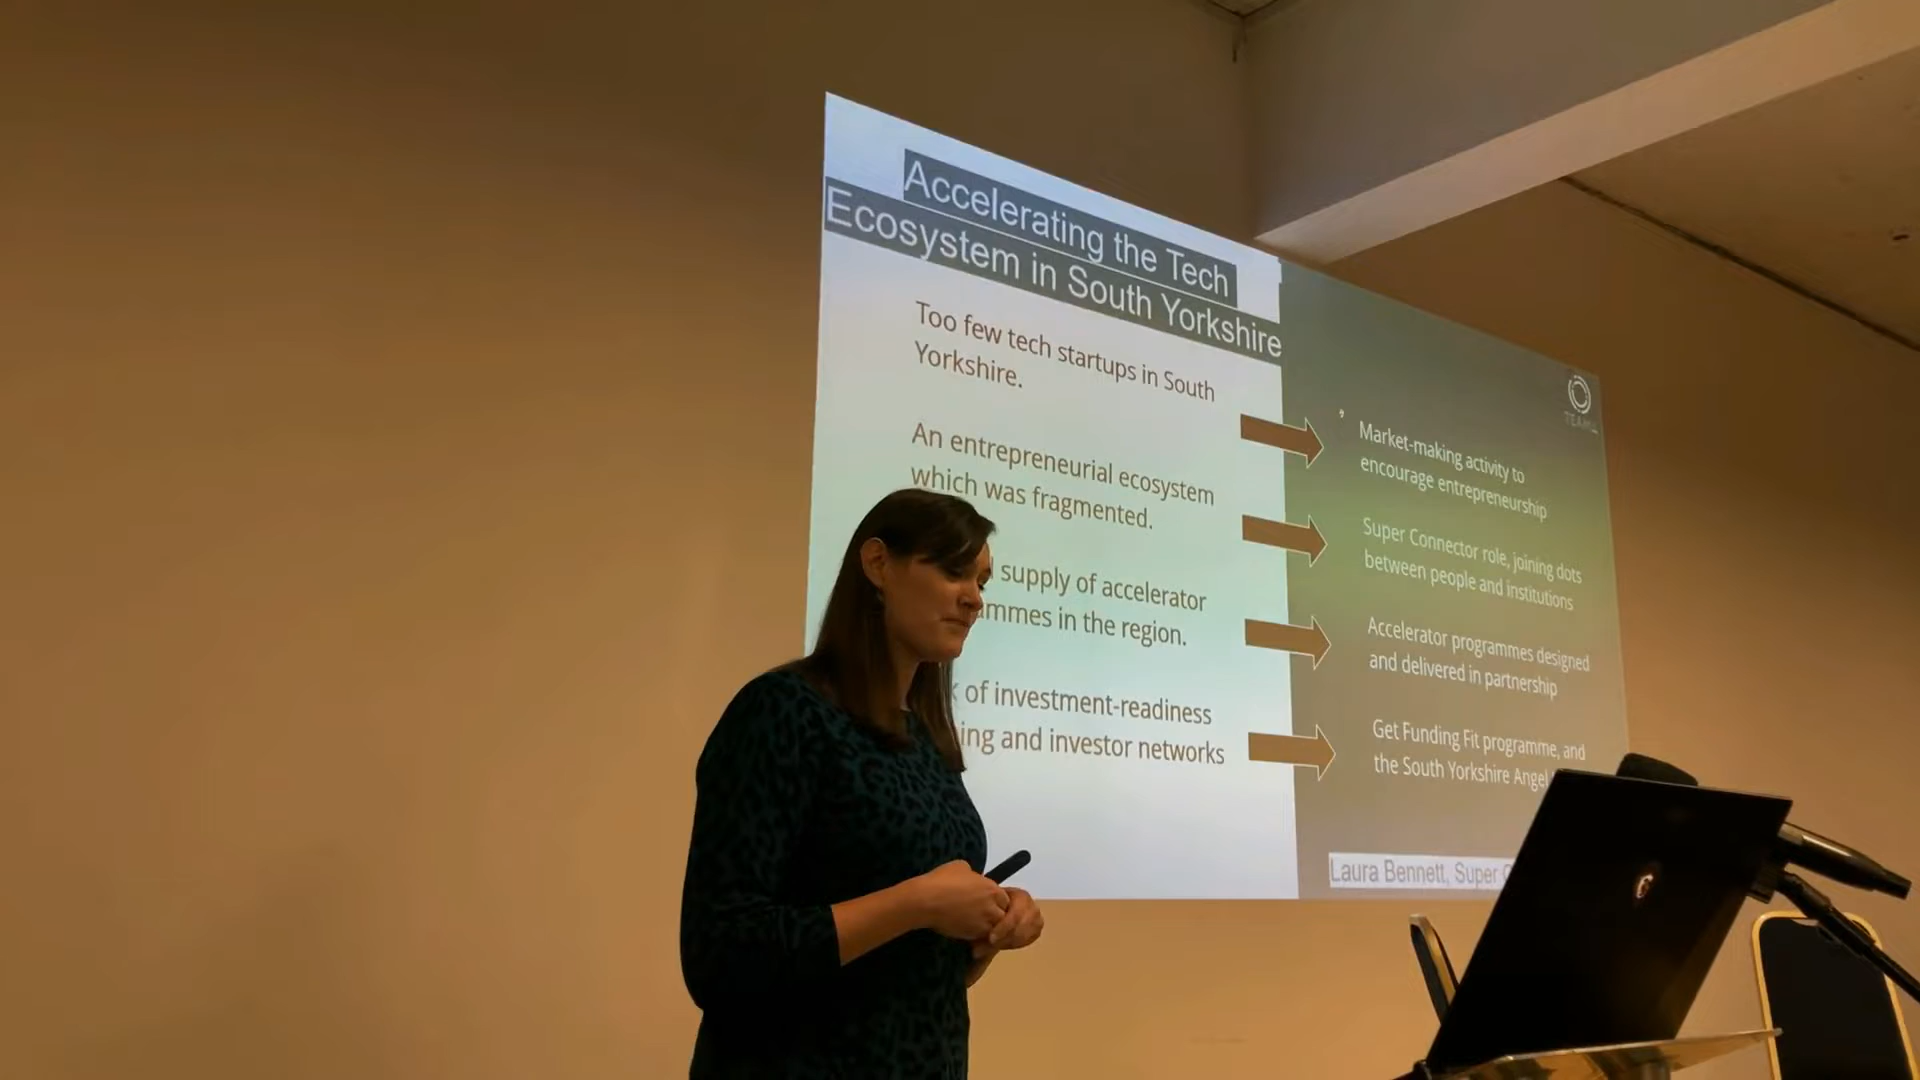 Accelerating the Tech
Ecosystem in South Yorkshire
Too few tech startups in South
Yorkshire.
An entrepreneurial ecosystem
which was fragmented.
supply of accelerator
in the region.
of investment-readiness
and investor networks
TEAM
Market-making activity to
encourage entrepreneurship
Super Connector role, joining dots
between people and institutions
Accelerator programmes designed
and delivered in partnership
Get Funding Fit programme, and
the South Yorkshire Angel
Laura Bennett, Super